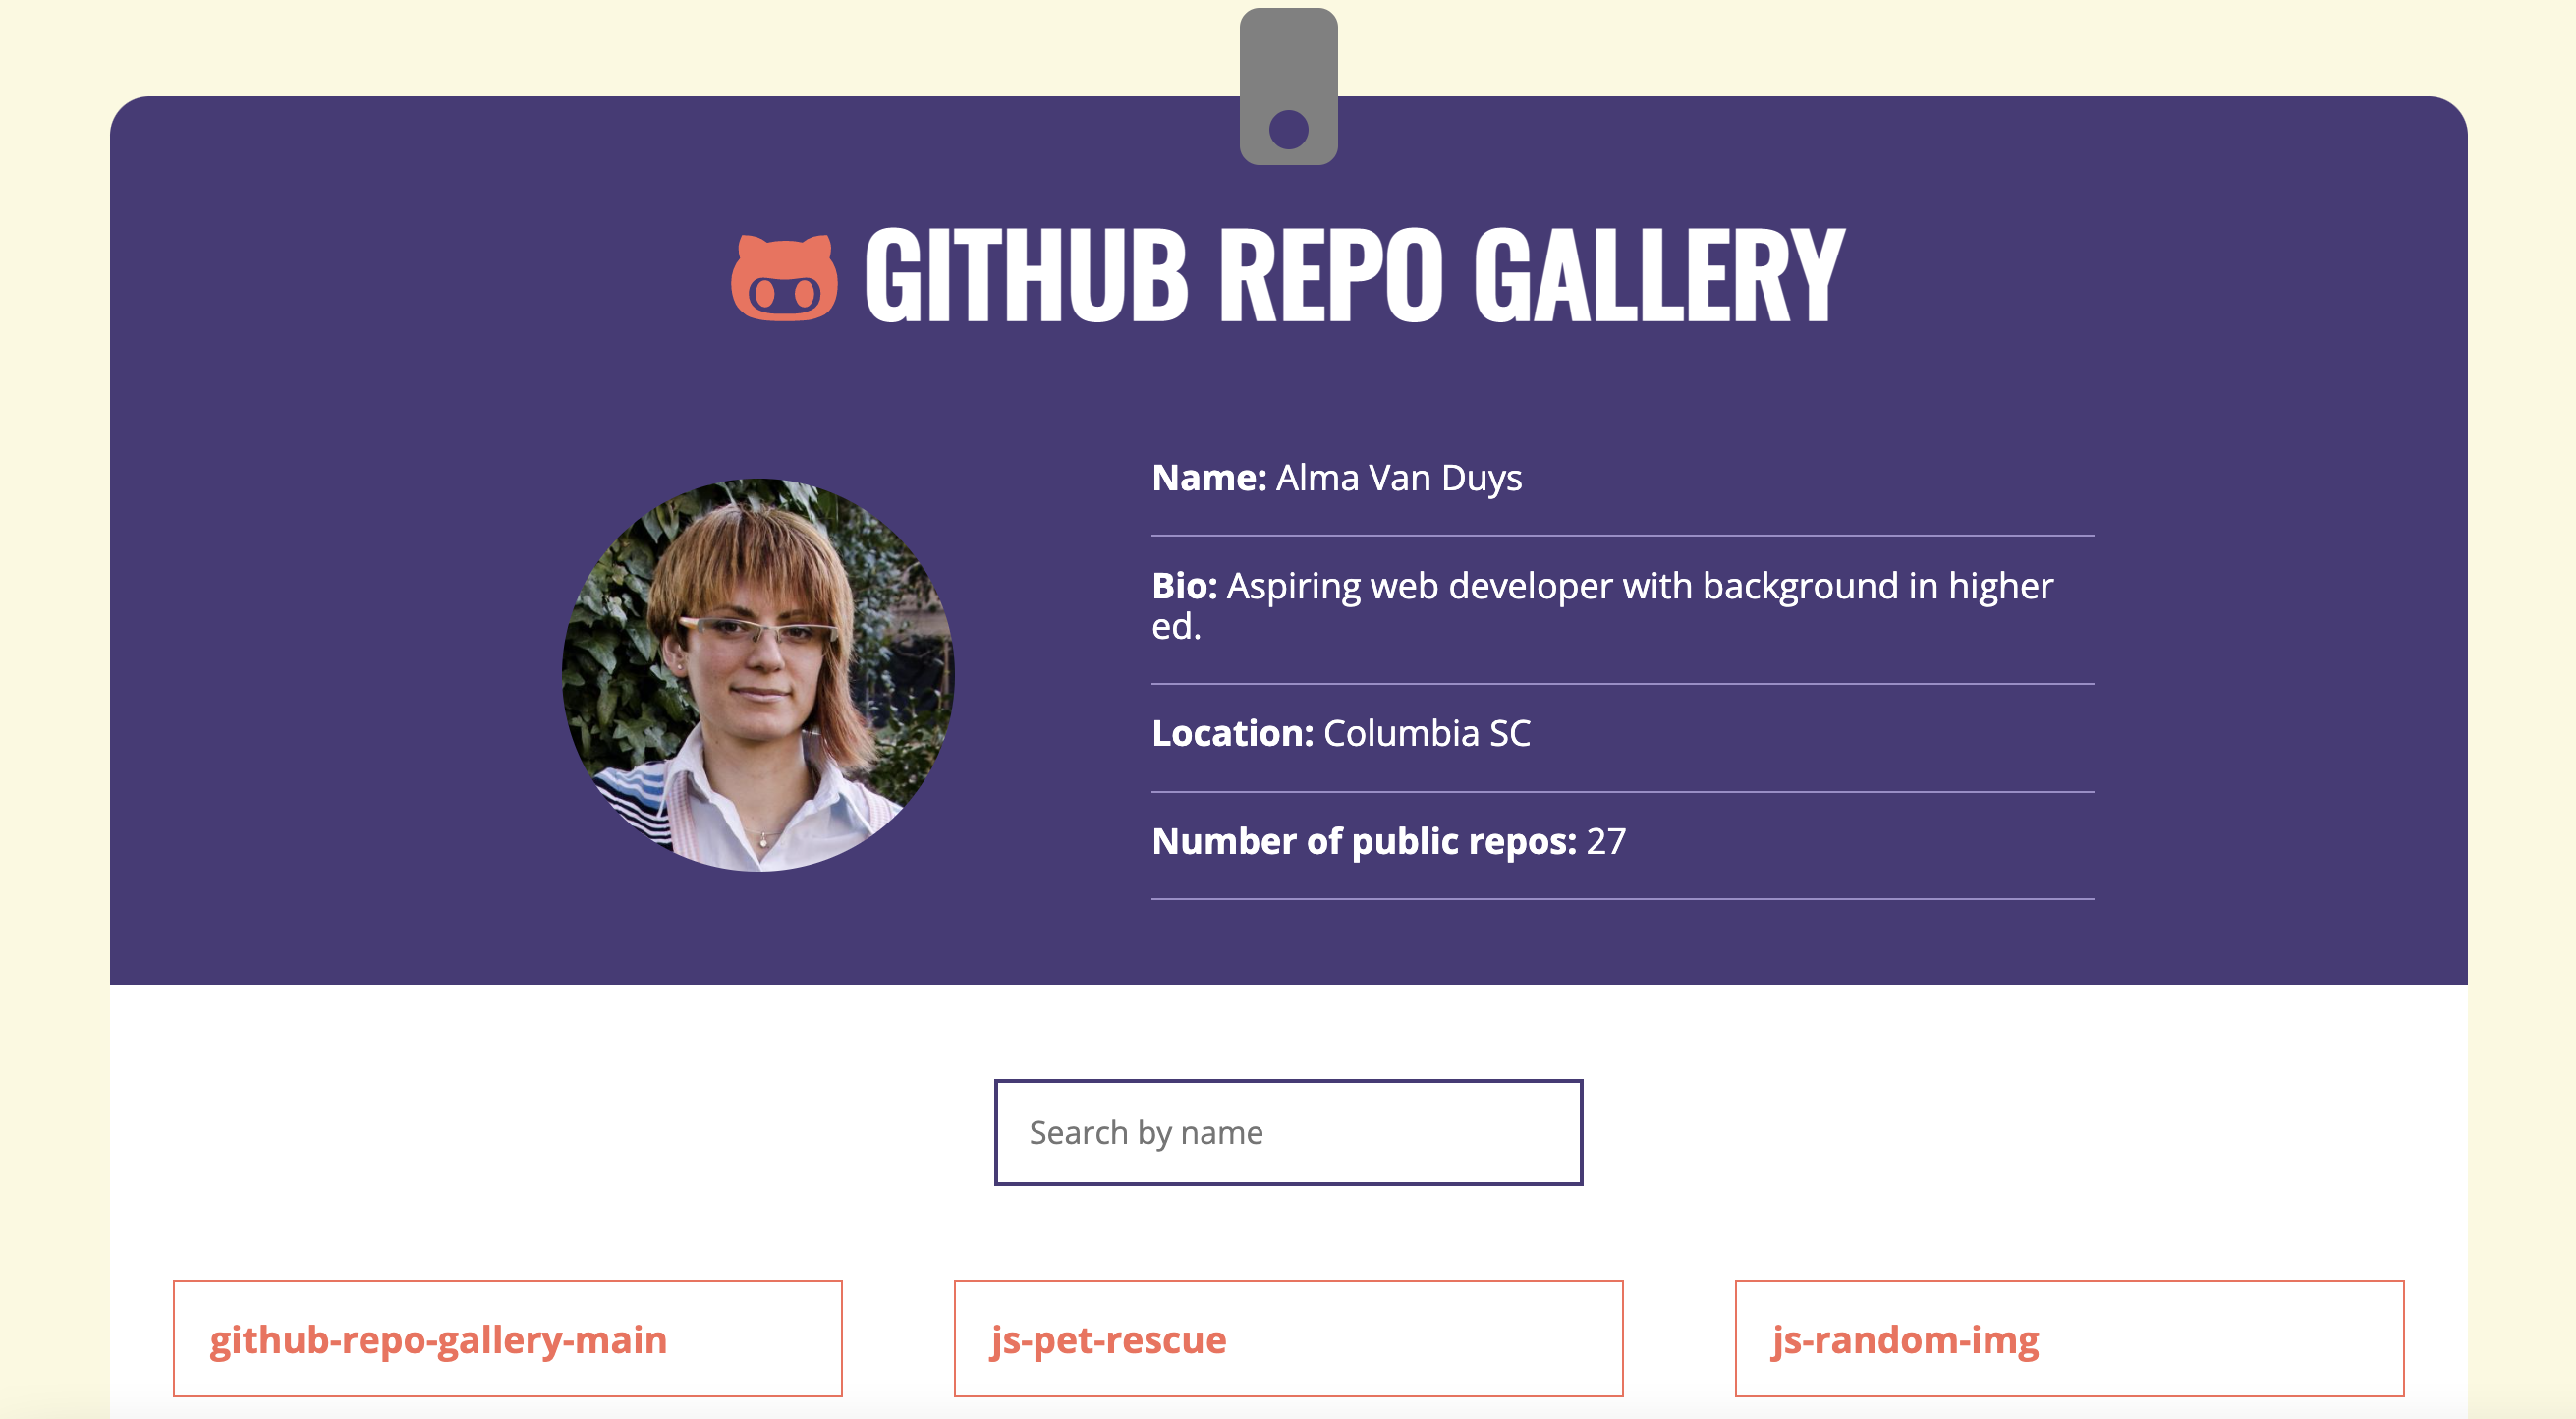 GITHUB REPO GALLERY
Name: Alma Van Duys
Bio: Aspiring web developer with background in higher
ed.
Location: Columbia SC
Number of public repos: 27
Search by name
github-repo-gallery-main
js-pet-rescue
js-random-img